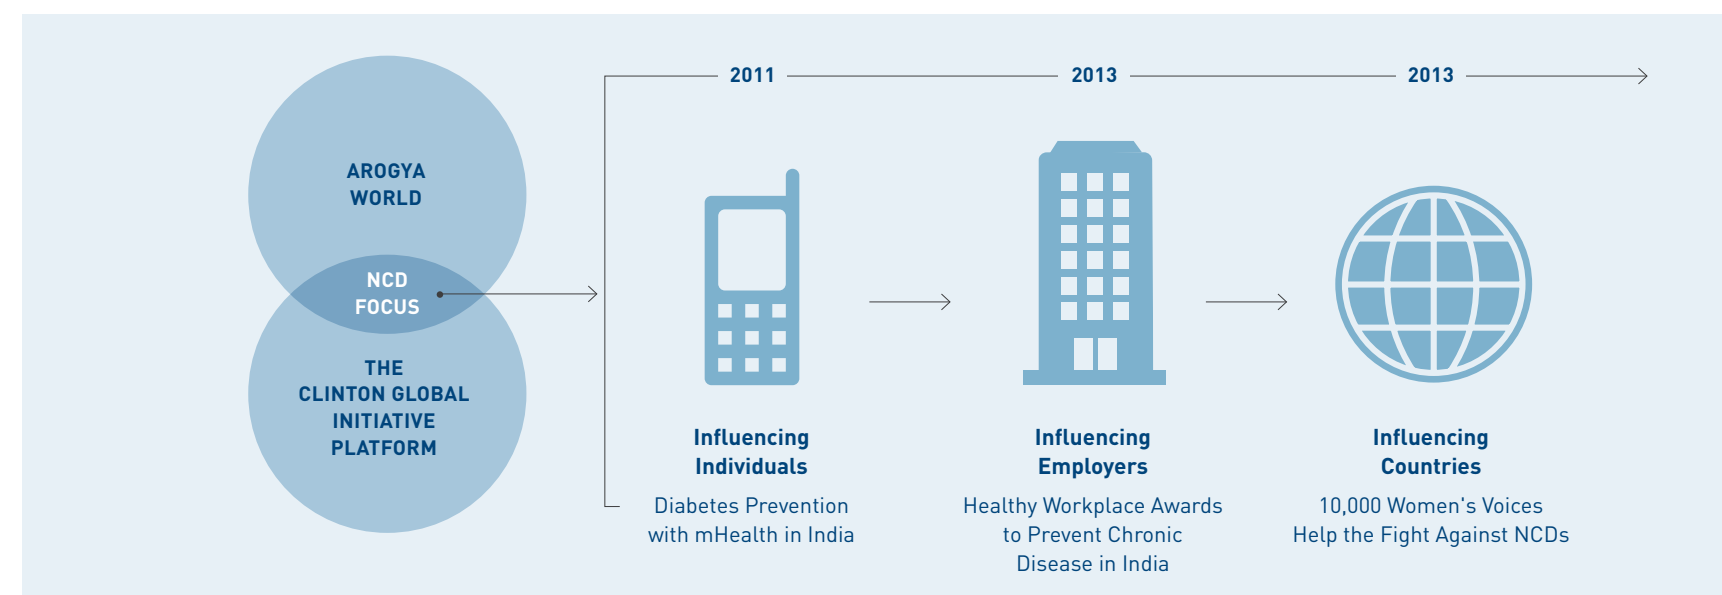 AROGYA
WORLD
NCD
FOCUS
THE
CLINTON GLOBAL
INITIATIVE
PLATFORM
2011
2013
2013
Influencing
Individuals
Diabetes Prevention
with mHealth in India
Influencing
Employers
Healthy Workplace Awards
to Prevent Chronic
Disease in India
Influencing
Countries
10,000 Women's Voices
Help the Fight Against NCDs